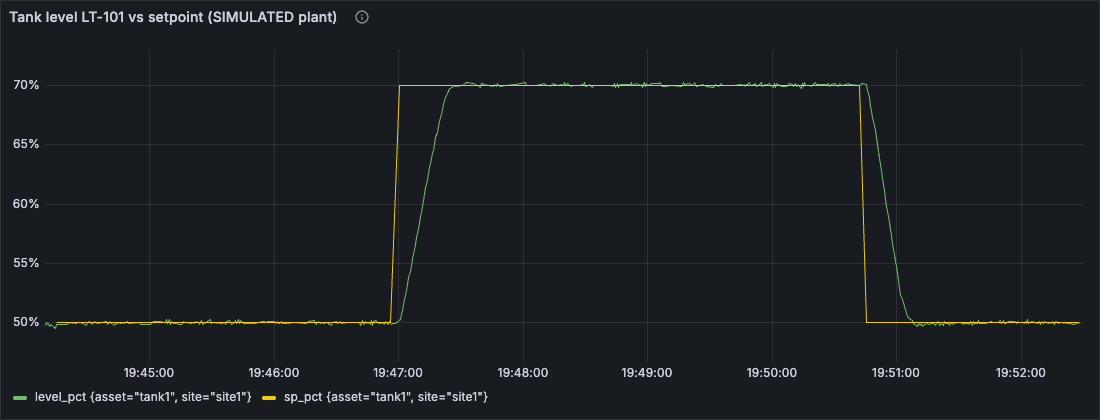 Tank level LT-101 vs setpoint (SIMULATED plant)
70%
65%
60%
55%
50%
19:45:00 19:46:00 19:47:00 19:48:00 19:49:00 19:50:00 19:51:00 19:52:00
level_pct {asset="tank1", site="site1"} sp_pct {asset="tank1", site="site1"}